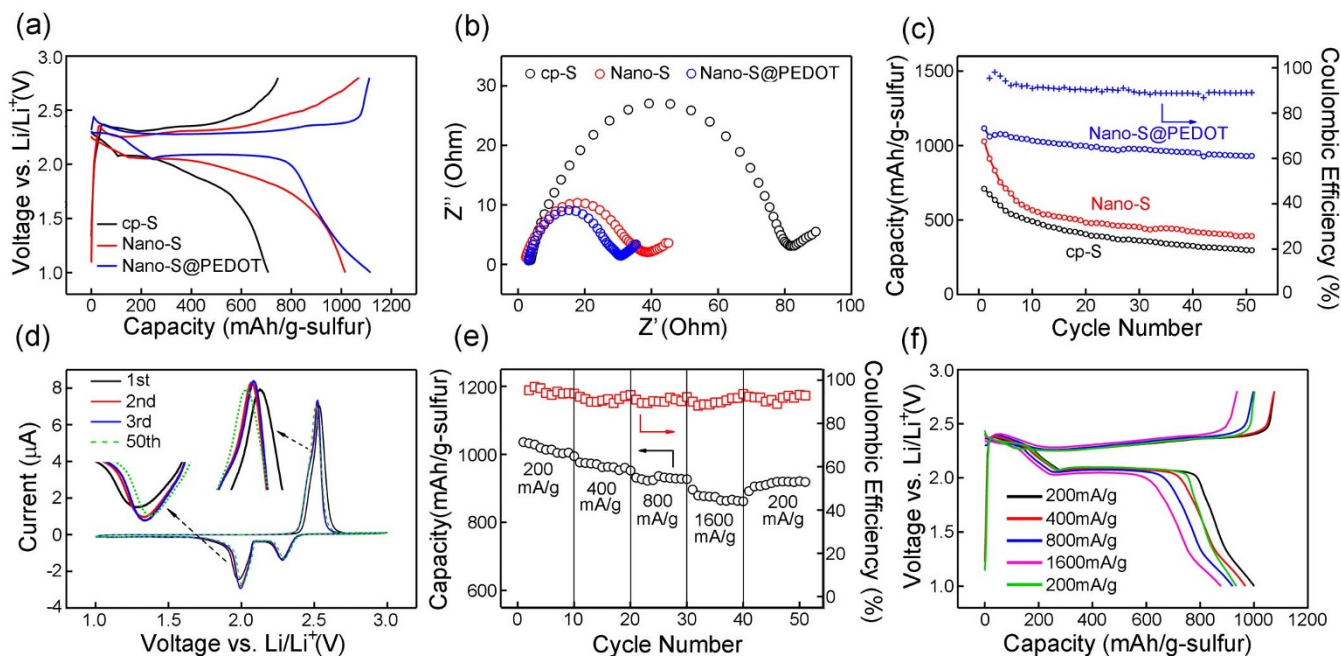 (a)
Voltage vs. Li/Li⁺(V)
3.0
2.5
2.0
1.5
1.0
cp-S
Nano-S
Nano-S@PEDOT
0 200 400 600 800 1000 1200
Capacity (mAh/g-sulfur)
(b)
Z'' (Ohm)
30
20
10
0
cp-S Nano-S Nano-S@PEDOT
0 20 40 60 80 100
Z' (Ohm)
(c)
Capacity(mAh/g-sulfur)
1500
1000
500
0
Nano-S@PEDOT
Nano-S
cp-S
100
80
60
40
20
0
Coulombic Efficiency (%)
0 10 20 30 40 50
Cycle Number
(d)
Current (μA)
8
6
4
2
0
-2
-4
1st
2nd
3rd
50th
1.0 1.5 2.0 2.5 3.0
Voltage vs. Li/Li⁺(V)
(e)
Capacity(mAh/g-sulfur)
1200
1000
800
600
200
mA/g
400
mA/g
800
mA/g
1600
mA/g
200
mA/g
100
80
60
40
20
0
Coulombic Efficiency (%)
0 10 20 30 40 50
Cycle Number
(f)
Voltage vs. Li/Li⁺(V)
3.0
2.5
2.0
1.5
1.0
200mA/g
400mA/g
800mA/g
1600mA/g
200mA/g
0 200 400 600 800 1000 1200
Capacity (mAh/g-sulfur)